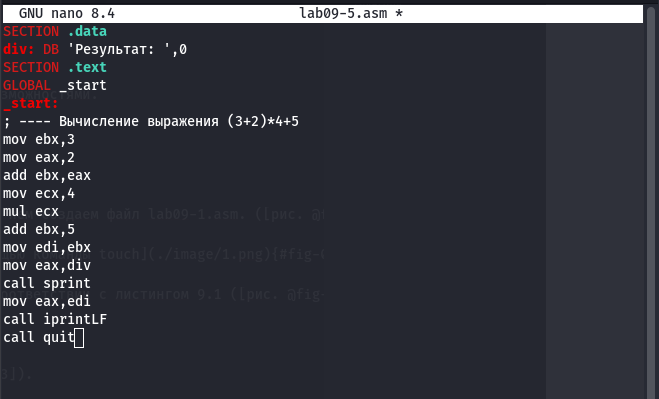 GNU nano 8.4 lab09-5.asm *
SECTION .data
div: DB 'Результат: ',0
SECTION .text
GLOBAL _start
_start:
; ---- Вычисление выражения (3+2)*4+5
mov ebx,3
mov eax,2
add ebx,eax
mov ecx,4
mul ecx
add ebx,5
mov edi,ebx
mov eax,div
call sprint
mov eax,edi
call iprintLF
call quit